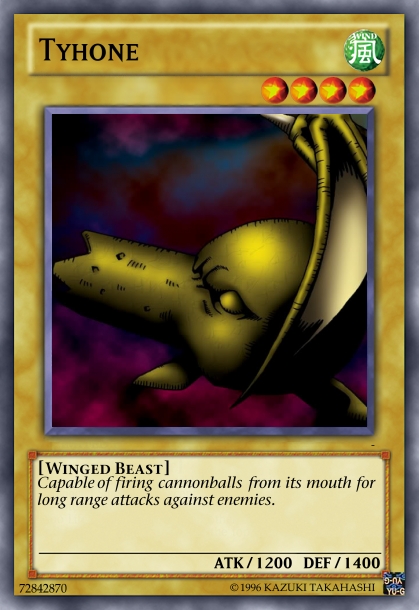 TYHONE
WIND
風
[WINGED BEAST]
Capable of firing cannonballs from its mouth for
long range attacks against enemies.
ATK / 1200 DEF / 1400
72842870
©1996 KAZUKI TAKAHASHI